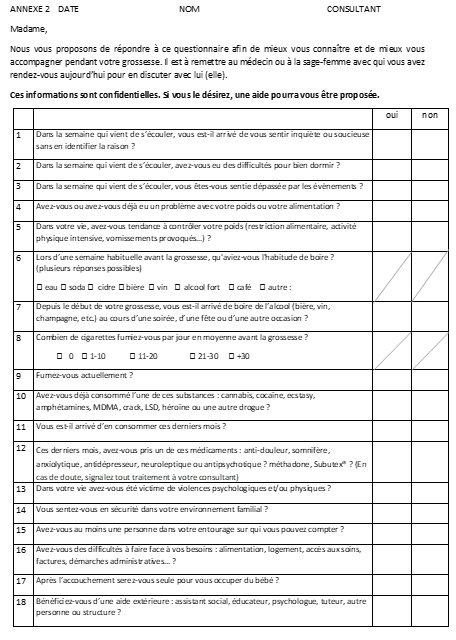 ANNEXE 2 DATE NOM CONSULTANT
Madame,
Nous vous proposons de répondre à ce questionnaire afin de mieux vous connaître et de mieux vous
accompagner pendant votre grossesse. Il est à remettre au médecin ou à la sage-femme avec qui vous avez
rendez-vous aujourd'hui pour en discuter avec lui (elle).
Ces informations sont confidentielles. Si vous le désirez, une aide pourra vous être proposée.
oui non
1 Dans la semaine qui vient de s'écouler, vous est-il arrivé de vous sentir inquiète ou soucieuse
sans en identifier la raison ?
2 Dans la semaine qui vient de s'écouler, avez-vous eu des difficultés pour bien dormir ?
3 Dans la semaine qui vient de s'écouler, vous êtes-vous sentie dépassée par les évènements ?
4 Avez-vous ou avez-vous déjà eu un problème avec votre poids ou votre alimentation ?
5 Dans votre vie, avez-vous tendance à contrôler votre poids (restriction alimentaire, activité
physique intensive, vomissements provoqués...) ?
6 Lors d'une semaine habituelle avant la grossesse, qu'aviez-vous l'habitude de boire ?
(plusieurs réponses possibles)
☐ eau ☐ soda ☐ cidre ☐ bière ☐ vin ☐ alcool fort ☐ café ☐ autre :
7 Depuis le début de votre grossesse, vous est-il arrivé de boire de l'alcool (bière, vin,
champagne, etc.) au cours d'une soirée, d'une fête ou d'une autre occasion ?
8 Combien de cigarettes fumiez-vous par jour en moyenne avant la grossesse ?
☐ 0 ☐ 1-10 ☐ 11-20 ☐ 21-30 ☐ +30
9 Fumez-vous actuellement ?
10 Avez-vous déjà consommé l'une de ces substances : cannabis, cocaïne, ecstasy,
amphétamines, MDMA, crack, LSD, héroïne ou une autre drogue ?
11 Vous est-il arrivé d'en consommer ces derniers mois ?
12 Ces derniers mois, avez-vous pris un de ces médicaments : anti-douleur, somnifère,
anxiolytique, antidépresseur, neuroleptique ou antipsychotique ? méthadone, Subutex® ? (En
cas de doute, signalez tout traitement à votre consultant)
13 Dans votre vie avez-vous été victime de violences psychologiques et/ou physiques ?
14 Vous sentez-vous en sécurité dans votre environnement familial ?
15 Avez-vous au moins une personne dans votre entourage sur qui vous pouvez compter ?
16 Avez-vous des difficultés à faire face à vos besoins : alimentation, logement, accès aux soins,
factures, démarches administratives... ?
17 Après l'accouchement serez-vous seule pour vous occuper du bébé ?
18 Bénéficiez-vous d'une aide extérieure : assistant social, éducateur, psychologue, tuteur, autre
personne ou structure ?